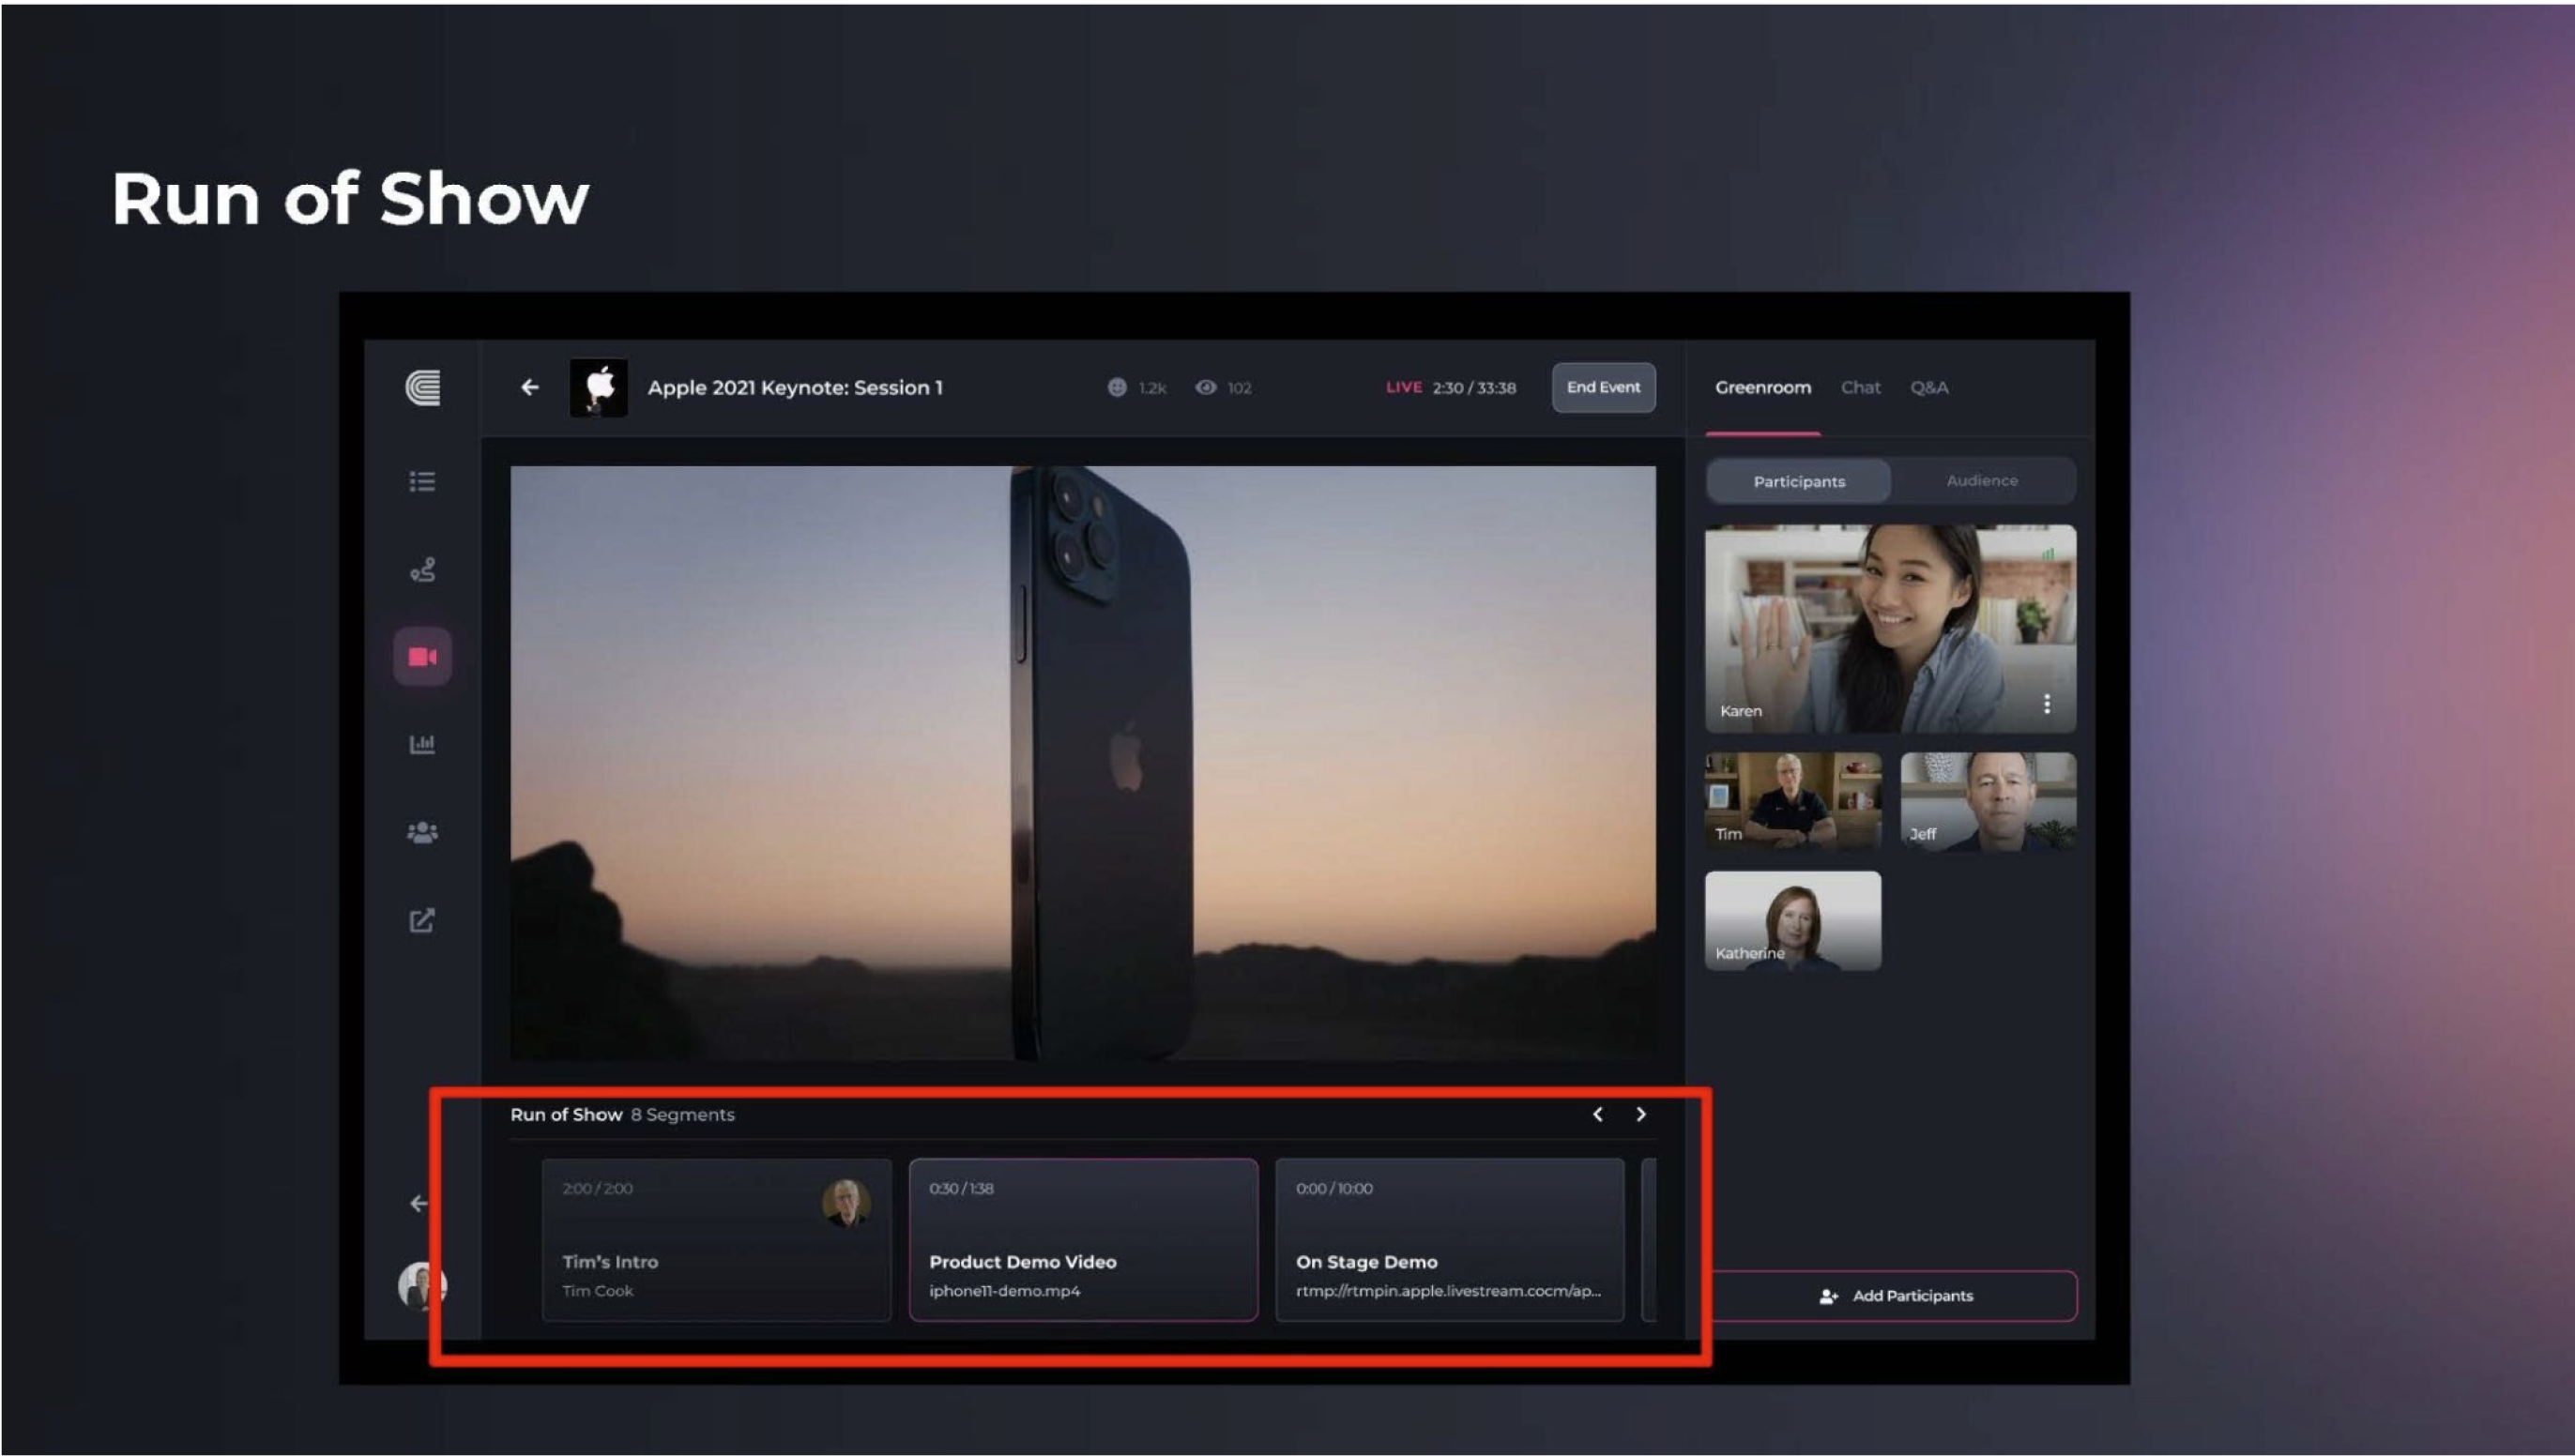 Run of Show
Apple 2021 Keynote: Session 1
1.2k
102
LIVE 2:30 / 33:38
End Event
Greenroom
Chat
Q&A
Participants
Audience
Karen
Tim
Jeff
Katherine
Run of Show 8 Segments
2:00 / 2:00
Tim's Intro
Tim Cook
0:30 / 1:38
Product Demo Video
iphone11-demo.mp4
0:00 / 10:00
On Stage Demo
rtmp://rtmpin.apple.livestream.cocm/ap...
Add Participants